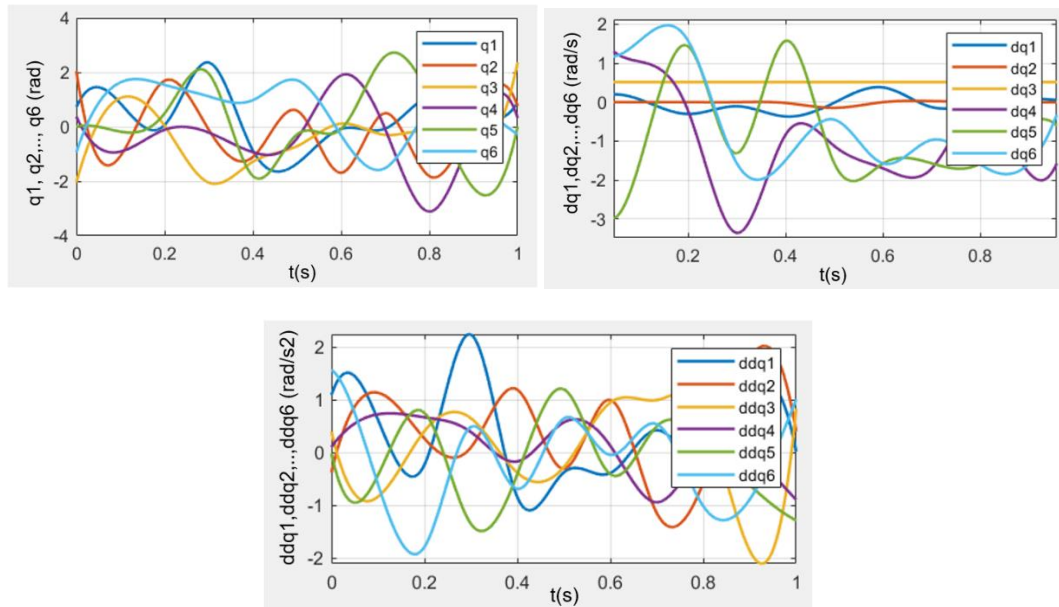 4
2
0
-2
-4
q1, q2,..., q6 (rad)
0
0.2
0.4
0.6
0.8
1
t(s)
q1
q2
q3
q4
q5
q6
2
1
0
-1
-2
-3
dq1,dq2,..,dq6 (rad/s)
0.2
0.4
0.6
0.8
t(s)
dq1
dq2
dq3
dq4
dq5
dq6
2
1
0
-1
-2
ddq1,ddq2,..,ddq6 (rad/s2)
0
0.2
0.4
0.6
0.8
1
t(s)
ddq1
ddq2
ddq3
ddq4
ddq5
ddq6